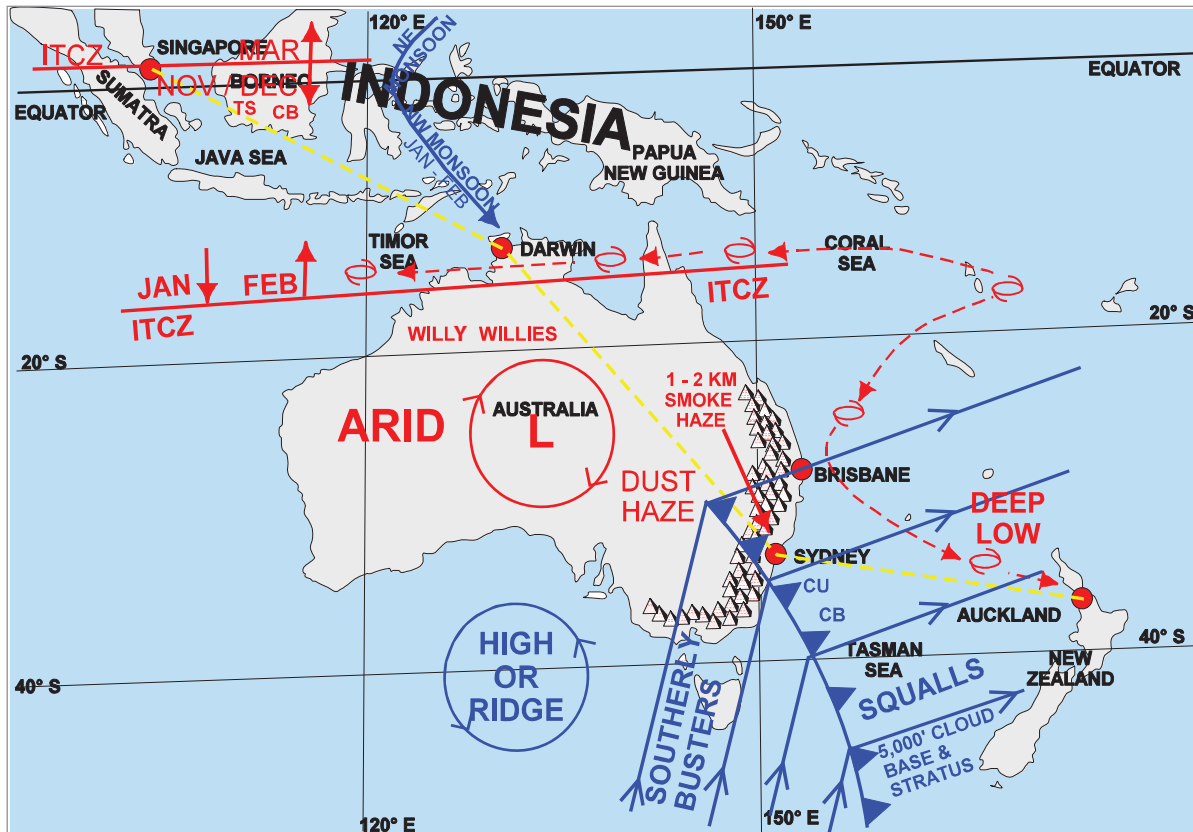 120° E
150° E
NE
MONSOON
SINGAPORE
ITCZ
MAR
SUMATRA
NOV / DEC
BORNEO
TS CB
INDONESIA
EQUATOR
EQUATOR
JAVA SEA
NW MONSOON
JAN - FEB
PAPUA
NEW GUINEA
TIMOR
SEA
DARWIN
CORAL
SEA
JAN
FEB
ITCZ
ITCZ
20° S
20° S
WILLY WILLIES
1 - 2 KM
SMOKE
HAZE
ARID
AUSTRALIA
L
DUST
HAZE
BRISBANE
DEEP
LOW
SYDNEY
CU
CB
AUCKLAND
HIGH
OR
RIDGE
TASMAN
SEA
40° S
40° S
NEW
ZEALAND
SOUTHERLY
BUSTERS
SQUALLS
5,000' CLOUD
BASE &
STRATUS
120° E
150° E